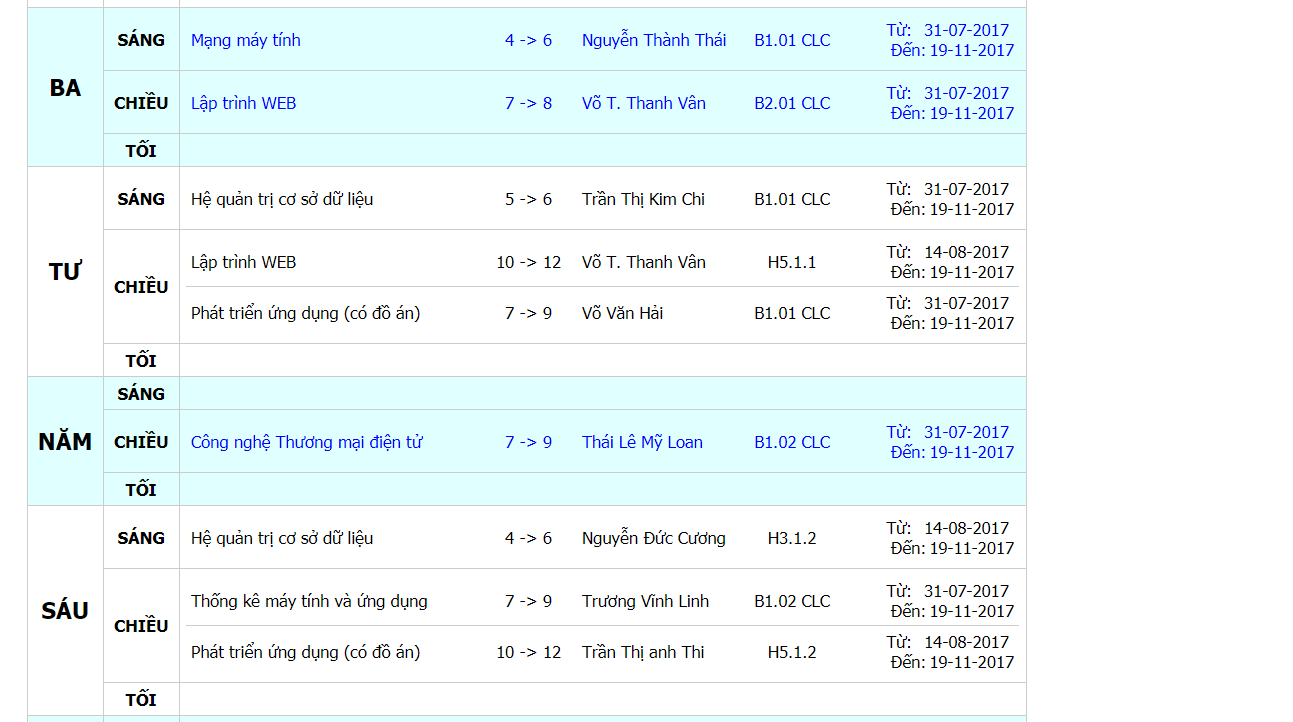 BA
SÁNG Mạng máy tính 4 -> 6 Nguyễn Thành Thái B1.01 CLC Từ: 31-07-2017
Đến: 19-11-2017
CHIỀU Lập trình WEB 7 -> 8 Võ T. Thanh Vân B2.01 CLC Từ: 31-07-2017
Đến: 19-11-2017
TỐI
TƯ
SÁNG Hệ quản trị cơ sở dữ liệu 5 -> 6 Trần Thị Kim Chi B1.01 CLC Từ: 31-07-2017
Đến: 19-11-2017
CHIỀU
Lập trình WEB 10 -> 12 Võ T. Thanh Vân H5.1.1 Từ: 14-08-2017
Đến: 19-11-2017
Phát triển ứng dụng (có đồ án) 7 -> 9 Võ Văn Hải B1.01 CLC Từ: 31-07-2017
Đến: 19-11-2017
TỐI
NĂM
SÁNG
CHIỀU Công nghệ Thương mại điện tử 7 -> 9 Thái Lê Mỹ Loan B1.02 CLC Từ: 31-07-2017
Đến: 19-11-2017
TỐI
SÁU
SÁNG Hệ quản trị cơ sở dữ liệu 4 -> 6 Nguyễn Đức Cương H3.1.2 Từ: 14-08-2017
Đến: 19-11-2017
CHIỀU
Thống kê máy tính và ứng dụng 7 -> 9 Trương Vĩnh Linh B1.02 CLC Từ: 31-07-2017
Đến: 19-11-2017
Phát triển ứng dụng (có đồ án) 10 -> 12 Trần Thị anh Thi H5.1.2 Từ: 14-08-2017
Đến: 19-11-2017
TỐI